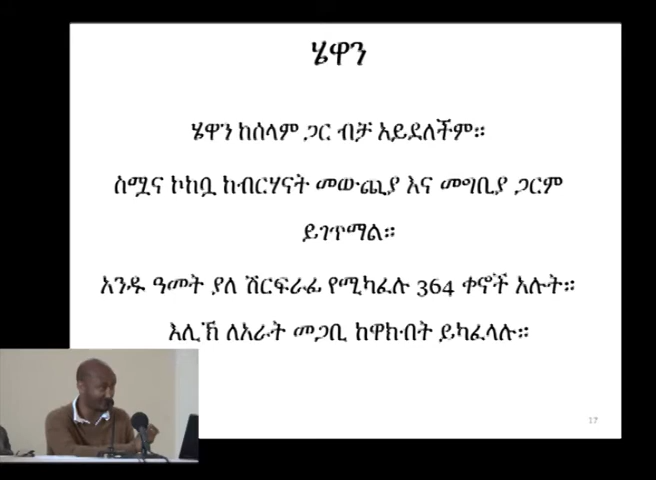 ሄዋን
ሄዋን ከሰላም ጋር ብቻ አይደለችም።
ስሟና ኮከቧ ከብርሃናት መውጪያ እና መግቢያ ጋርም
ይገጥማል።
አንዱ ዓመት ያለ ሽርፍራፊ የሚካፈሉ 364 ቀኖች አሉት።
እሊኽ ለአራት መጋቢ ከዋክብት ይካፈላሉ።
17